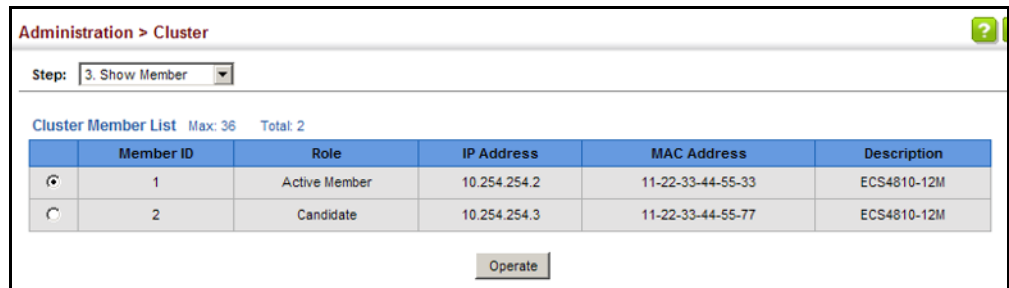 Administration > Cluster
?
Step: 3. Show Member
Cluster Member List Max: 36 Total: 2
Member ID Role IP Address MAC Address Description
1 Active Member 10.254.254.2 11-22-33-44-55-33 ECS4810-12M
2 Candidate 10.254.254.3 11-22-33-44-55-77 ECS4810-12M
Operate